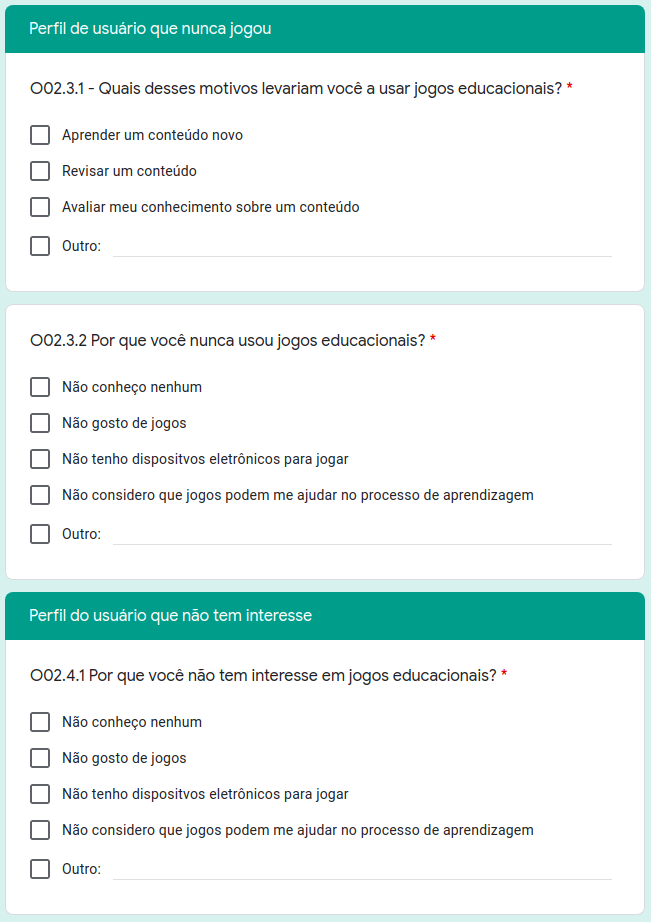 Perfil de usuário que nunca jogou
O02.3.1 - Quais desses motivos levariam você a usar jogos educacionais? *
Aprender um conteúdo novo
Revisar um conteúdo
Avaliar meu conhecimento sobre um conteúdo
Outro:
O02.3.2 Por que você nunca usou jogos educacionais? *
Não conheço nenhum
Não gosto de jogos
Não tenho dispositvos eletrônicos para jogar
Não considero que jogos podem me ajudar no processo de aprendizagem
Outro:
Perfil do usuário que não tem interesse
O02.4.1 Por que você não tem interesse em jogos educacionais? *
Não conheço nenhum
Não gosto de jogos
Não tenho dispositvos eletrônicos para jogar
Não considero que jogos podem me ajudar no processo de aprendizagem
Outro: